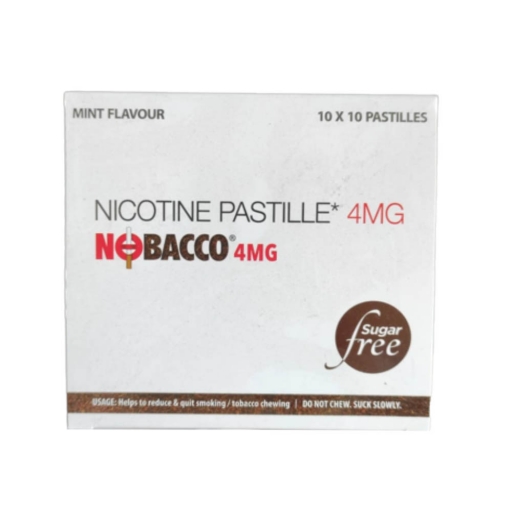 MINT FLAVOUR 10 X 10 PASTILLES
NICOTINE PASTILLE* 4MG
NOBACCO® 4MG
Sugar
free
USAGE: Helps to reduce & quit smoking / tobacco chewing | DO NOT CHEW. SUCK SLOWLY.